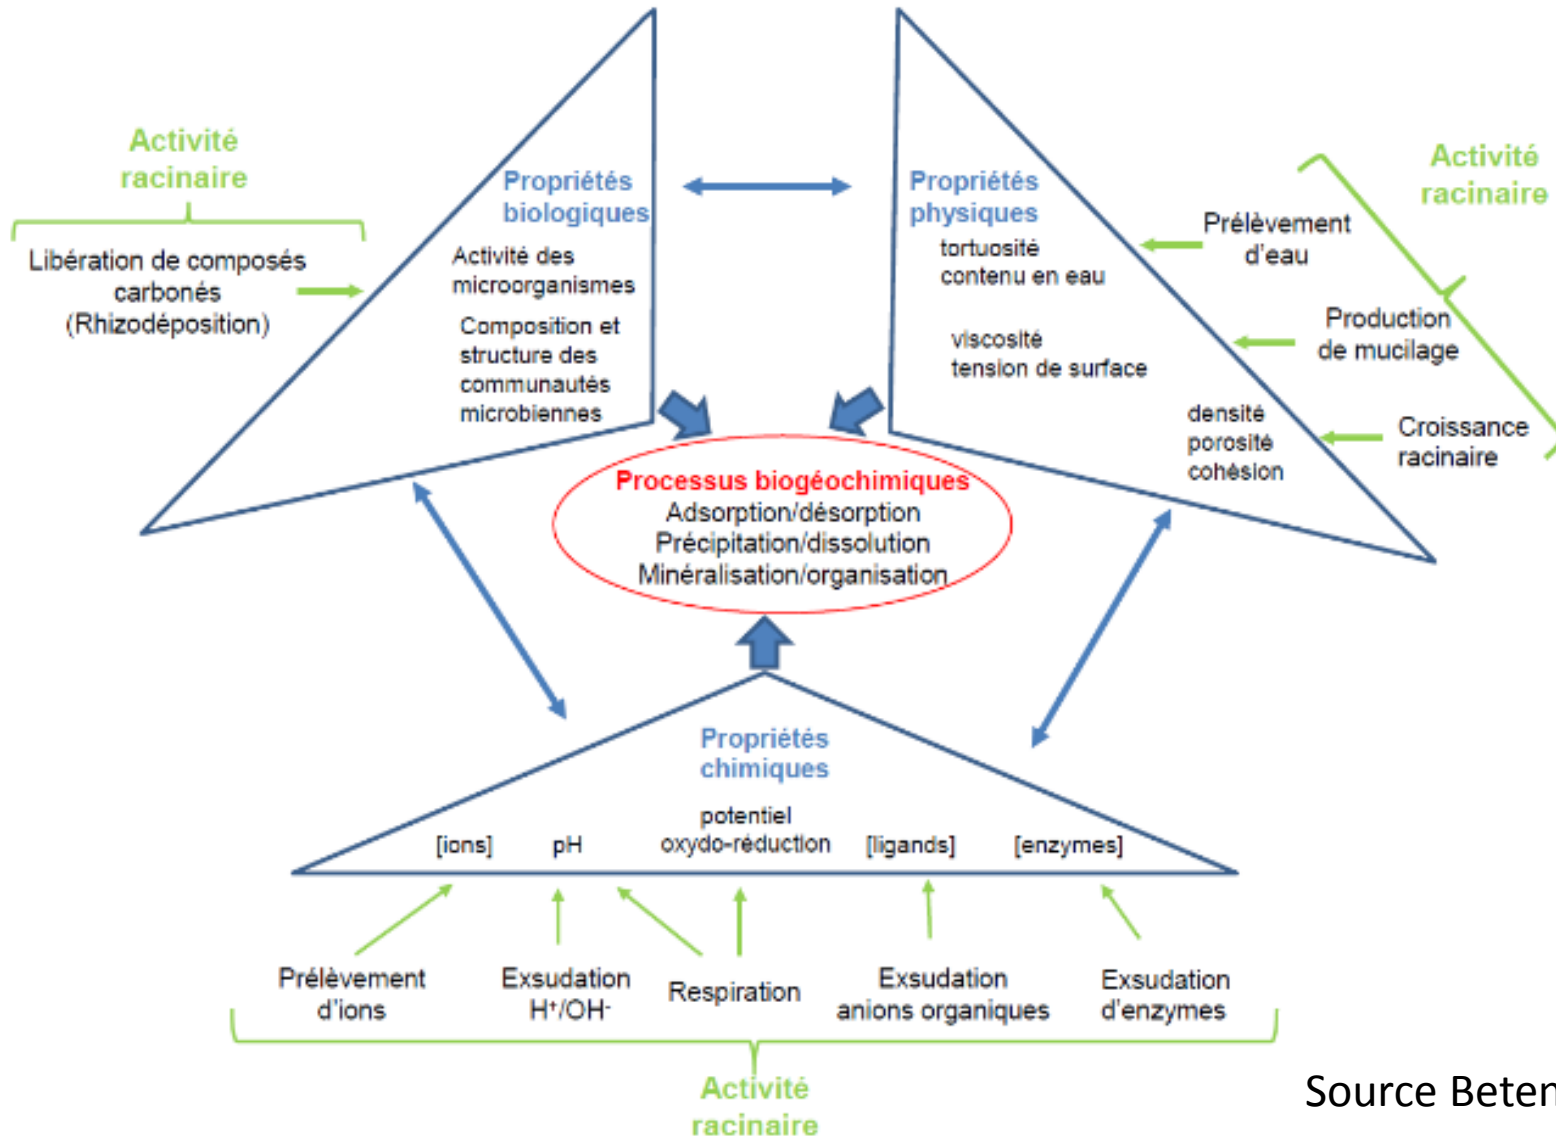 Activité
racinaire
Libération de composés
carbonés
(Rhizodéposition)
Propriétés
biologiques
Activité des
microorganismes
Composition et
structure des
communautés
microbiennes
Propriétés
physiques
tortuosité
contenu en eau
viscosité
tension de surface
densité
porosité
cohésion
Activité
racinaire
Prélèvement
d'eau
Production
de mucilage
Croissance
racinaire
Processus biogéochimiques
Adsorption/désorption
Précipitation/dissolution
Minéralisation/organisation
Propriétés
chimiques
[ions]
pH
potentiel
oxydo-réduction
[ligands]
[enzymes]
Prélèvement
d'ions
Exsudation
H⁺/OH⁻
Respiration
Exsudation
anions organiques
Exsudation
d'enzymes
Activité
racinaire
Source